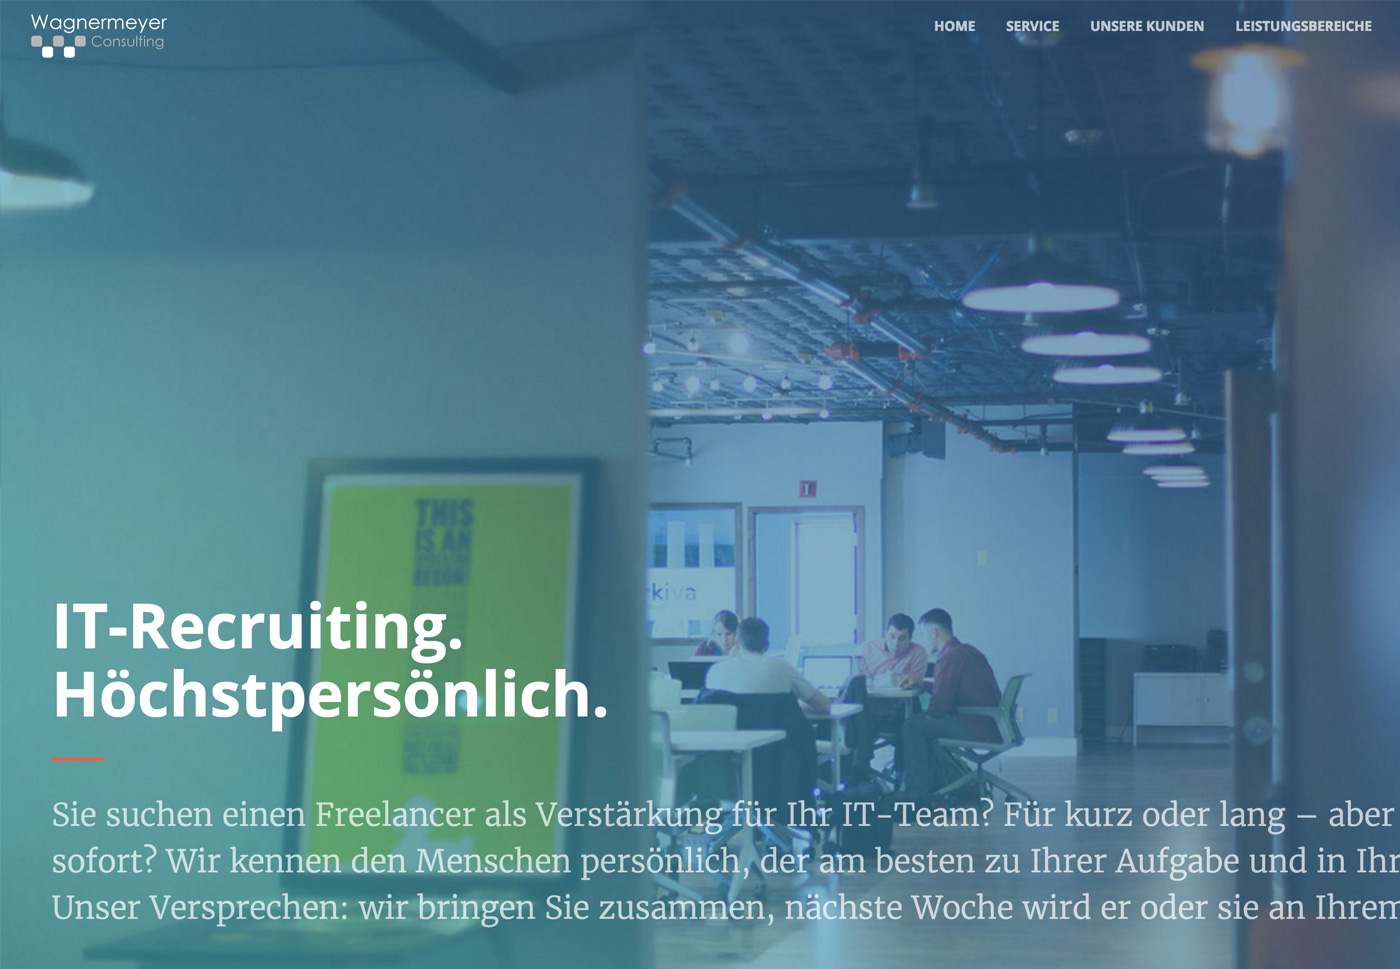 Wagnermeyer
Consulting
HOME SERVICE UNSERE KUNDEN LEISTUNGSBEREICHE
THIS
IS AN
BEGUN!
rkiva
IT-Recruiting.
Höchstpersönlich.
Sie suchen einen Freelancer als Verstärkung für Ihr IT-Team? Für kurz oder lang – aber
sofort? Wir kennen den Menschen persönlich, der am besten zu Ihrer Aufgabe und in Ihr
Unser Versprechen: wir bringen Sie zusammen, nächste Woche wird er oder sie an Ihrem